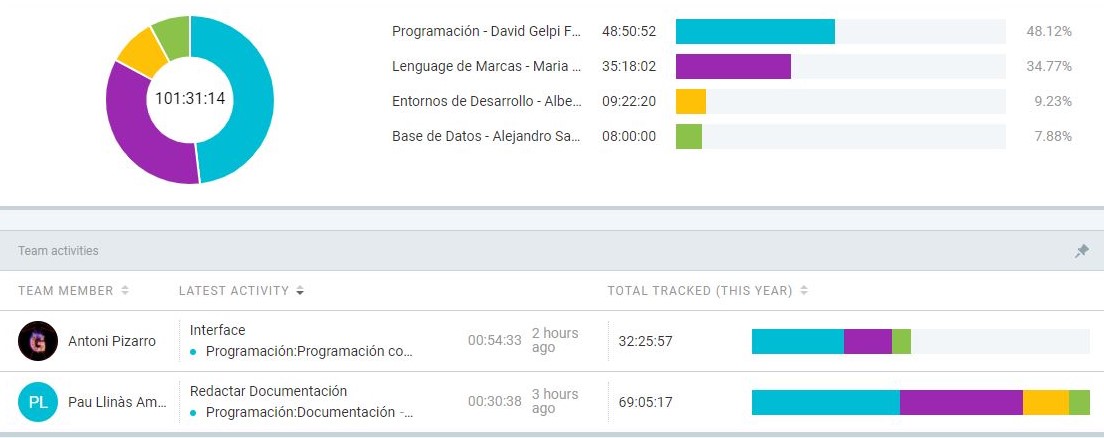 101:31:14
Programación - David Gelpi F... 48:50:52 48.12%
Lenguage de Marcas - Maria ... 35:18:02 34.77%
Entornos de Desarrollo - Albe... 09:22:20 9.23%
Base de Datos - Alejandro Sa... 08:00:00 7.88%
Team activities
TEAM MEMBER LATEST ACTIVITY TOTAL TRACKED (THIS YEAR)
G Antoni Pizarro
Interface
Programación:Programación co...
00:54:33
2 hours
ago
32:25:57
PL Pau Llinàs Am...
Redactar Documentación
Programación:Documentación -...
00:30:38
3 hours
ago
69:05:17